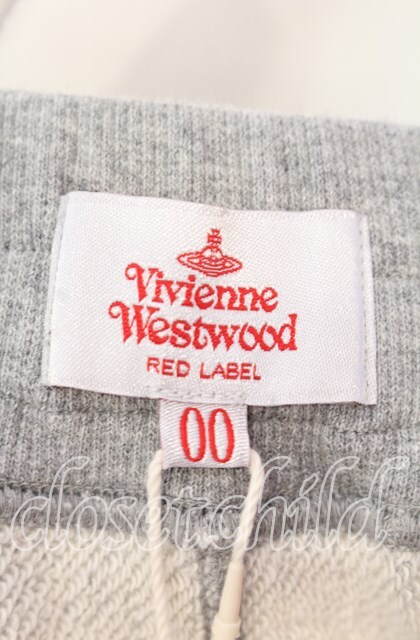 Vivienne
Westwood
RED LABEL
00
closetchild